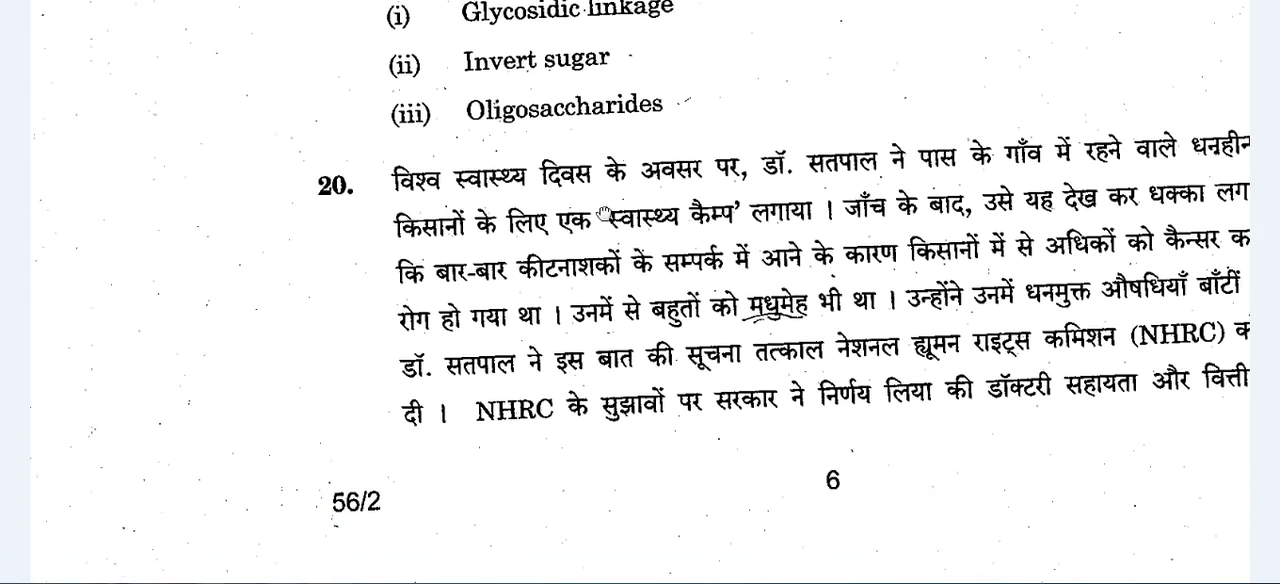 (i) Glycosidic linkage
(ii) Invert sugar
(iii) Oligosaccharides
20. विश्व स्वास्थ्य दिवस के अवसर पर, डॉ. सतपाल ने पास के गाँव में रहने वाले धनहीन
किसानों के लिए एक स्वास्थ्य कैम्प' लगाया । जाँच के बाद, उसे यह देख कर धक्का लग
कि बार-बार कीटनाशकों के सम्पर्क में आने के कारण किसानों में से अधिकों को कैन्सर क
रोग हो गया था । उनमें से बहुतों को मधुमेह भी था । उन्होंने उनमें धनमुक्त औषधियाँ बाँटीं
डॉ. सतपाल ने इस बात की सूचना तत्काल नेशनल ह्यूमन राइट्स कमिशन (NHRC) क
दी । NHRC के सुझावों पर सरकार ने निर्णय लिया की डॉक्टरी सहायता और वित्ती
56/2
6